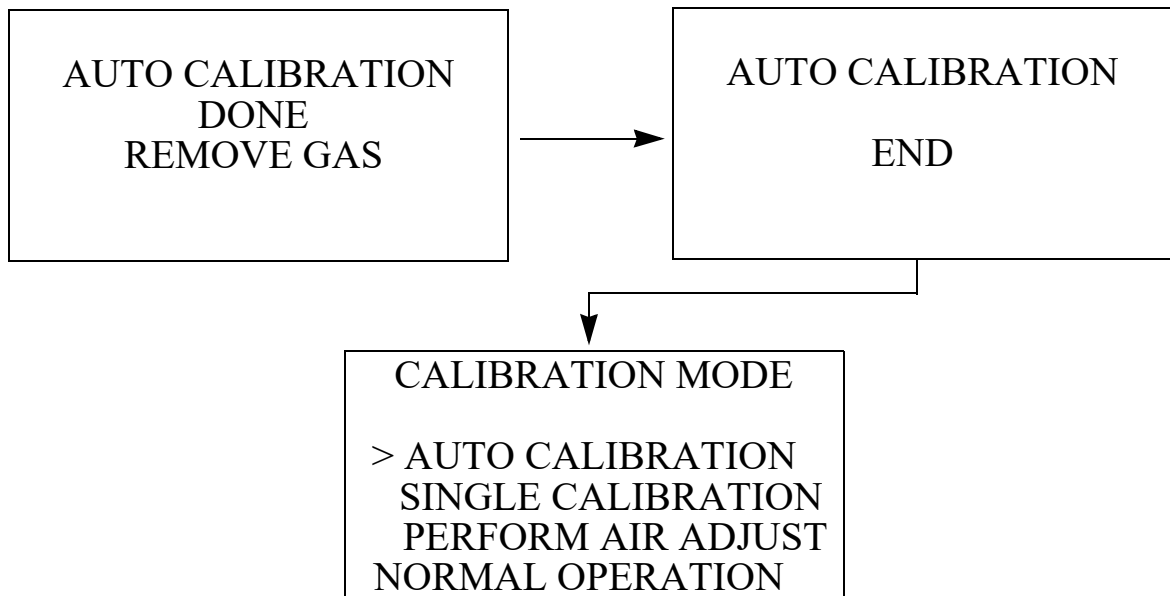 AUTO CALIBRATION
DONE
REMOVE GAS
AUTO CALIBRATION
END
CALIBRATION MODE
> AUTO CALIBRATION
SINGLE CALIBRATION
PERFORM AIR ADJUST
NORMAL OPERATION